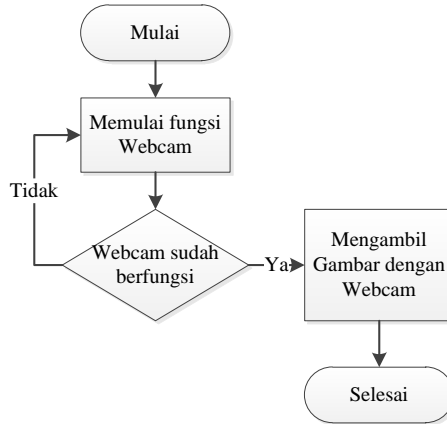 Mulai
Memulai fungsi
Webcam
Tidak
Webcam sudah
berfungsi
Ya
Mengambil
Gambar dengan
Webcam
Selesai